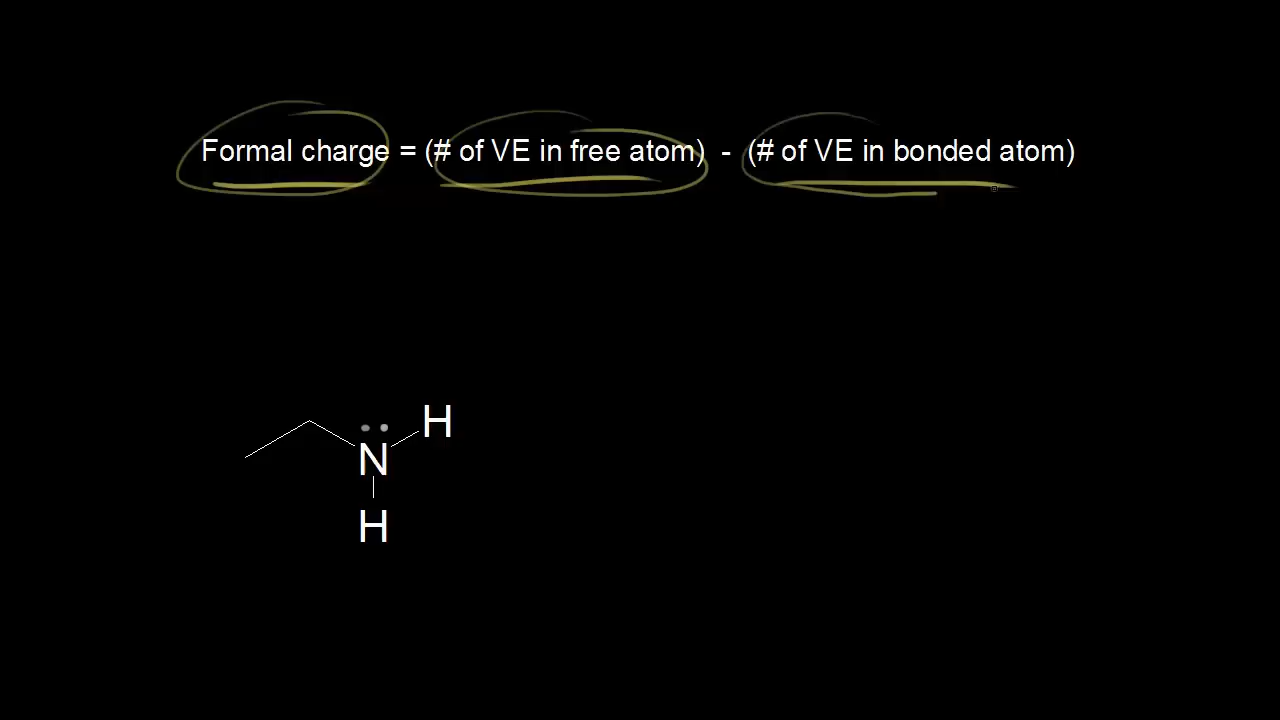 Formal charge = (# of VE in free atom) - (# of VE in bonded atom)
H
N
H